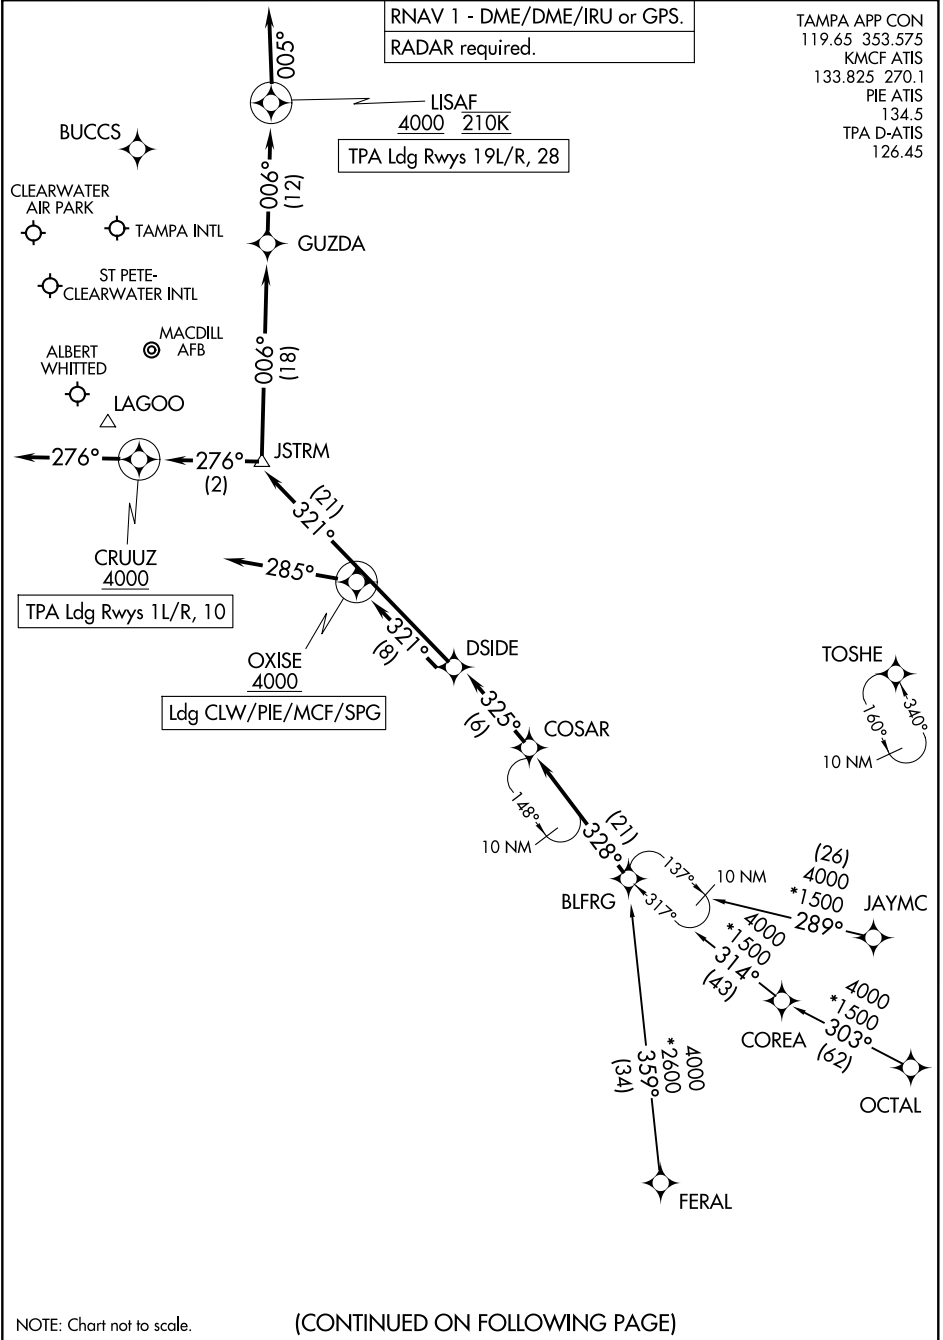 RNAV 1 - DME/DME/IRU or GPS.
RADAR required.
TAMPA APP CON
119.65 353.575
KMCF ATIS
133.825 270.1
PIE ATIS
134.5
TPA D-ATIS
126.45
005°
LISAF
4000 210K
TPA Ldg Rwys 19L/R, 28
BUCCS
006°
(12)
CLEARWATER
AIR PARK
TAMPA INTL
GUZDA
ST PETE-
CLEARWATER INTL
MACDILL
AFB
006°
(18)
ALBERT
WHITTED
LAGOO
JSTRM
276°
276°
(2)
(21)
321°
CRUUZ
4000
TPA Ldg Rwys 1L/R, 10
285°
321°
(8)
DSIDE
OXISE
4000
Ldg CLW/PIE/MCF/SPG
TOSHE
340°
160°
10 NM
325°
(6)
COSAR
148°
10 NM
(21)
328°
BLFRG
137°
10 NM
317°
(26)
4000
*1500
289°
JAYMC
4000
*1500
314°
(43)
COREA
4000
*1500
303°
(62)
OCTAL
4000
*2600
359°
(34)
FERAL
NOTE: Chart not to scale.
(CONTINUED ON FOLLOWING PAGE)